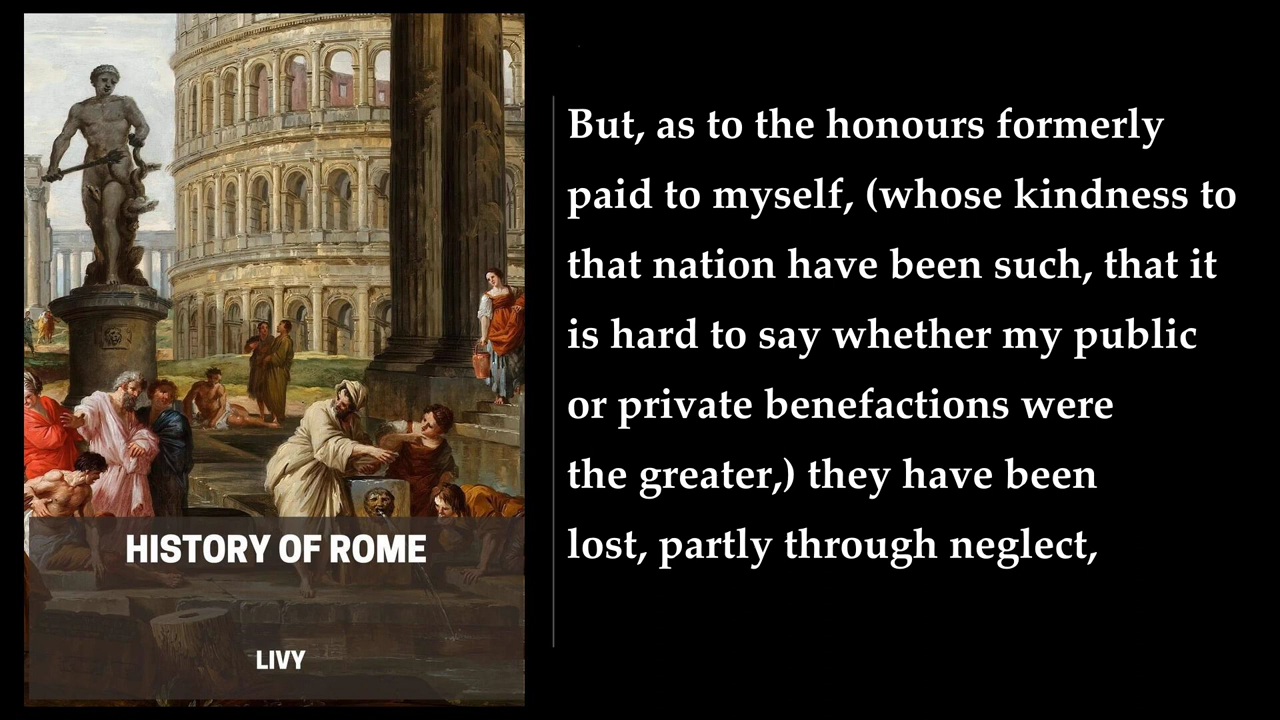 HISTORY OF ROME
LIVY
But, as to the honours formerly
paid to myself, (whose kindness to
that nation have been such, that it
is hard to say whether my public
or private benefactions were
the greater,) they have been
lost, partly through neglect,